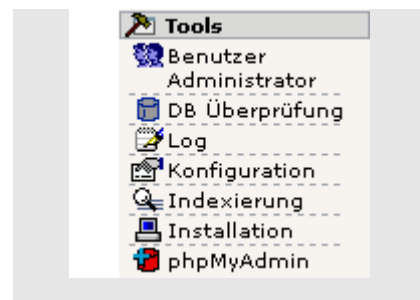 Tools
Benutzer
Administrator
DB Überprüfung
Log
Konfiguration
Indexierung
Installation
phpMyAdmin